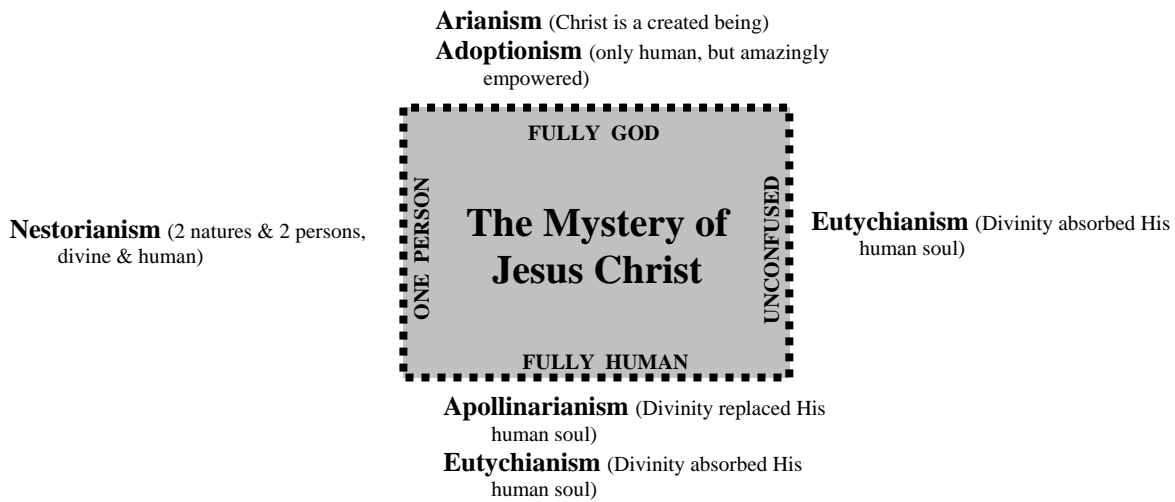 Arianism (Christ is a created being)
Adoptionism (only human, but amazingly
empowered)
FULLY GOD
Nestorianism (2 natures & 2 persons,
divine & human)
ONE PERSON
The Mystery of
Jesus Christ
UNCONFUSED
Eutychianism (Divinity absorbed His
human soul)
FULLY HUMAN
Apollinarianism (Divinity replaced His
human soul)
Eutychianism (Divinity absorbed His
human soul)